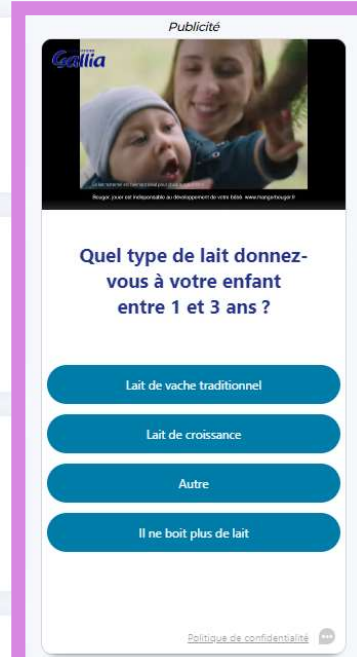 Publicité
Gallia
Bouger, jouer est indispensable au développement de votre bébé. www.mangerbouger.fr
Quel type de lait donnez-
vous à votre enfant
entre 1 et 3 ans ?
Lait de vache traditionnel
Lait de croissance
Autre
Il ne boit plus de lait
Politique de confidentialité